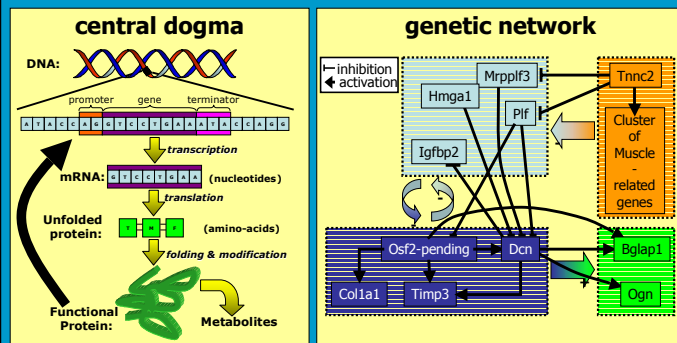 central dogma
DNA:
promoter gene terminator
A T A C C A G G T C C T G A A A T A C C A G G
transcription
mRNA: G T C C T G A A (nucleotides)
translation
Unfolded
protein: T F (amino-acids)
folding & modification
Functional
Protein:
Metabolites
genetic network
inhibition
activation
Mrpplf3
Hmga1
Plf
Igfbp2
Tnnc2
Cluster
of
Muscle
-
related
genes
Osf2-pending
Dcn
Col1a1
Timp3
Bglap1
Ogn